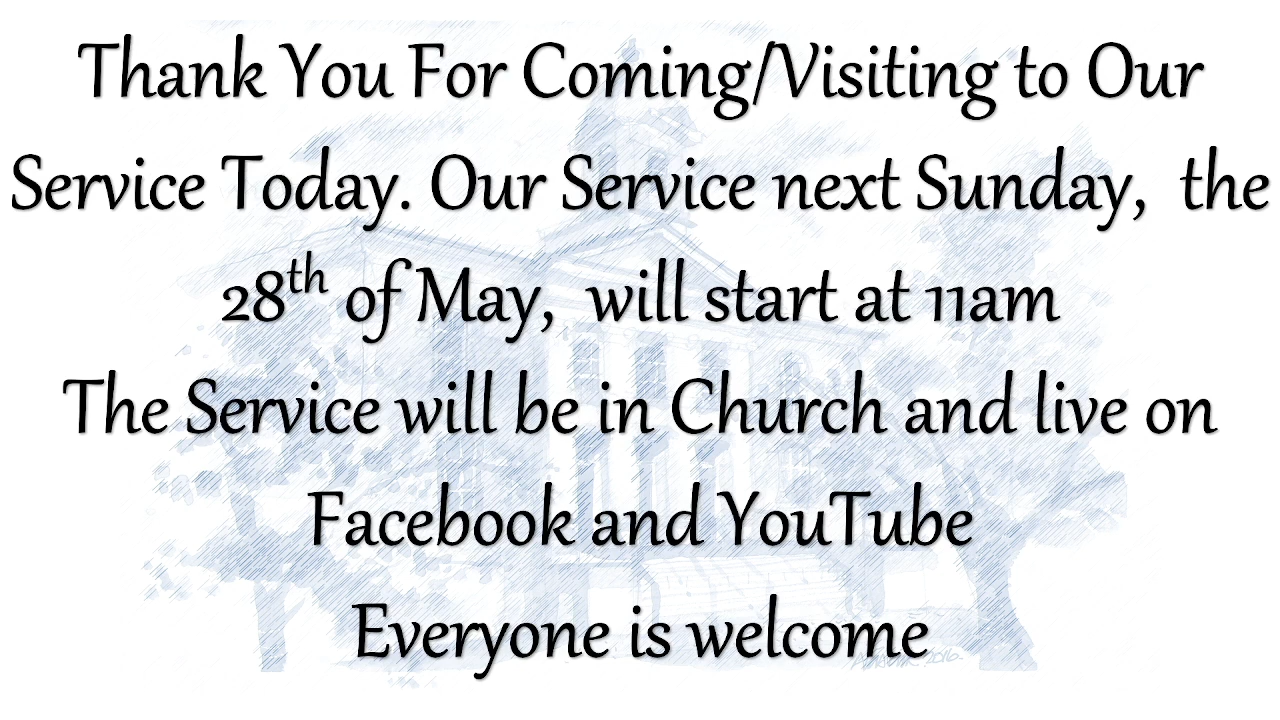 Thank You For Coming/Visiting to Our
Service Today. Our Service next Sunday, the
28th of May, will start at 11am
The Service will be in Church and live on
Facebook and YouTube
Everyone is welcome
2016